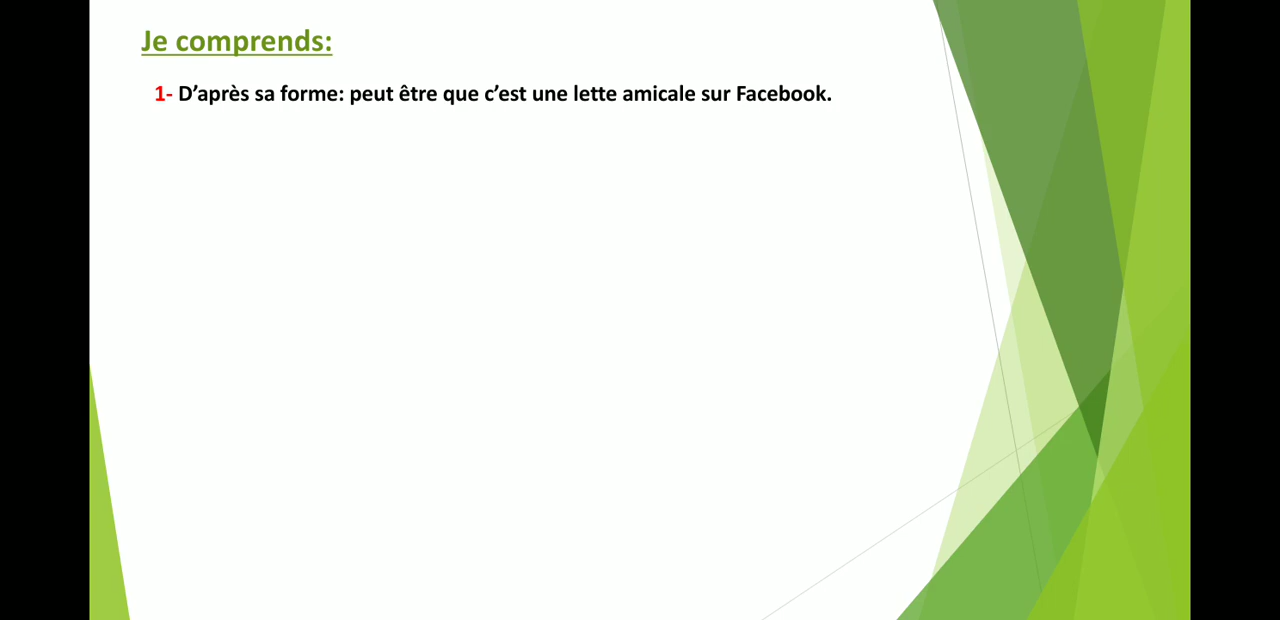 Je comprends:
1- D’après sa forme: peut être que c’est une lette amicale sur Facebook.